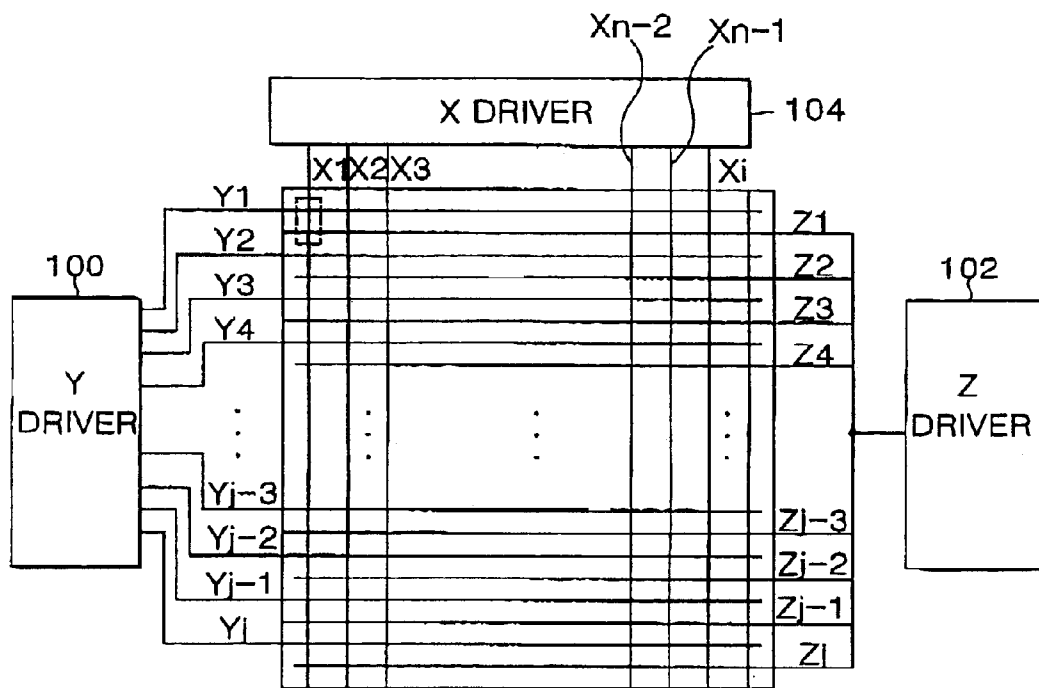 Xn-2 Xn-1
X DRIVER
104
X1 X2 X3 Xi
Y1
Z1
Y2
100
Z2
102
Y3
Z3
Y4
Z4
Y
DRIVER
Z
DRIVER
Yj-3
Zj-3
Yj-2
Zj-2
Yj-1
Zj-1
Yj
Zj